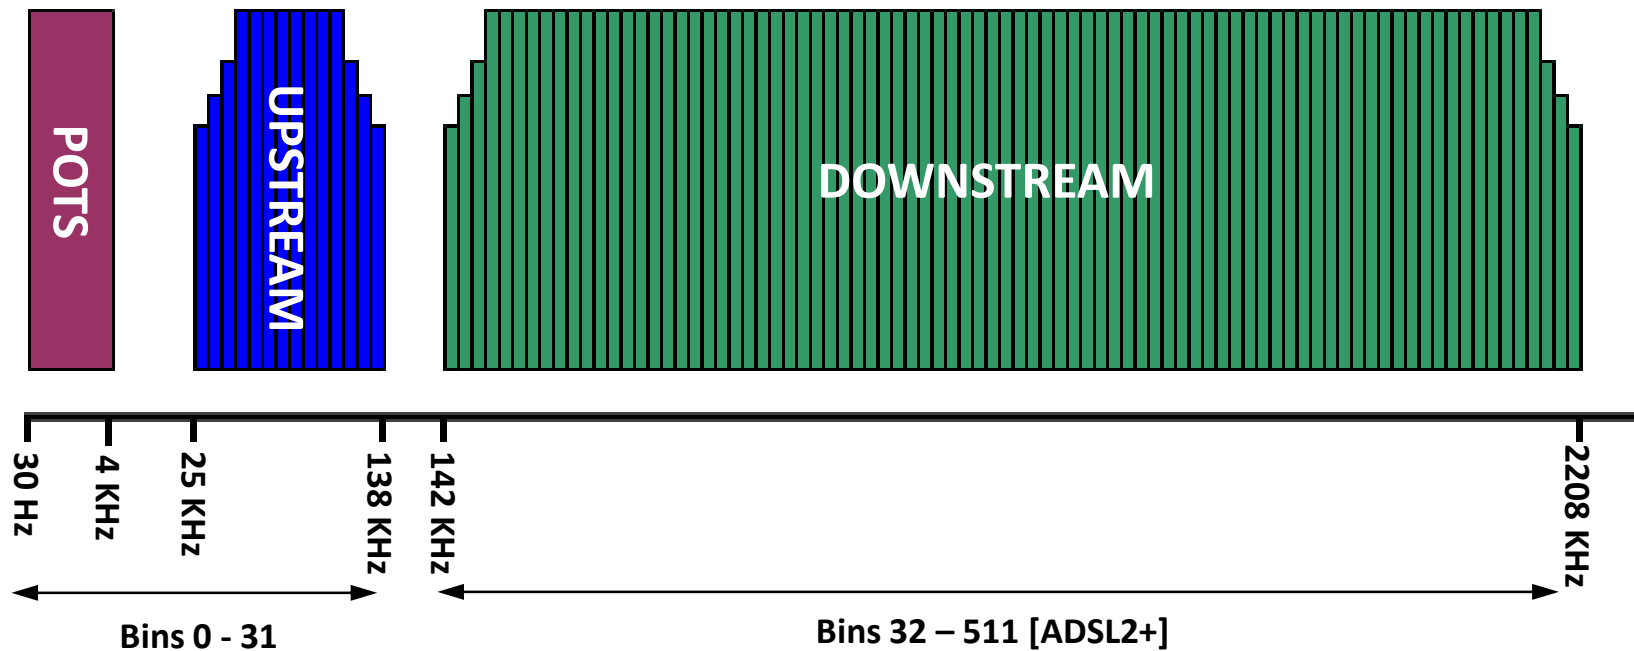 POTS
UPSTREAM
DOWNSTREAM
30 Hz
4 KHz
25 KHz
138 KHz
142 KHz
2208 KHz
Bins 0 - 31
Bins 32 – 511 [ADSL2+]